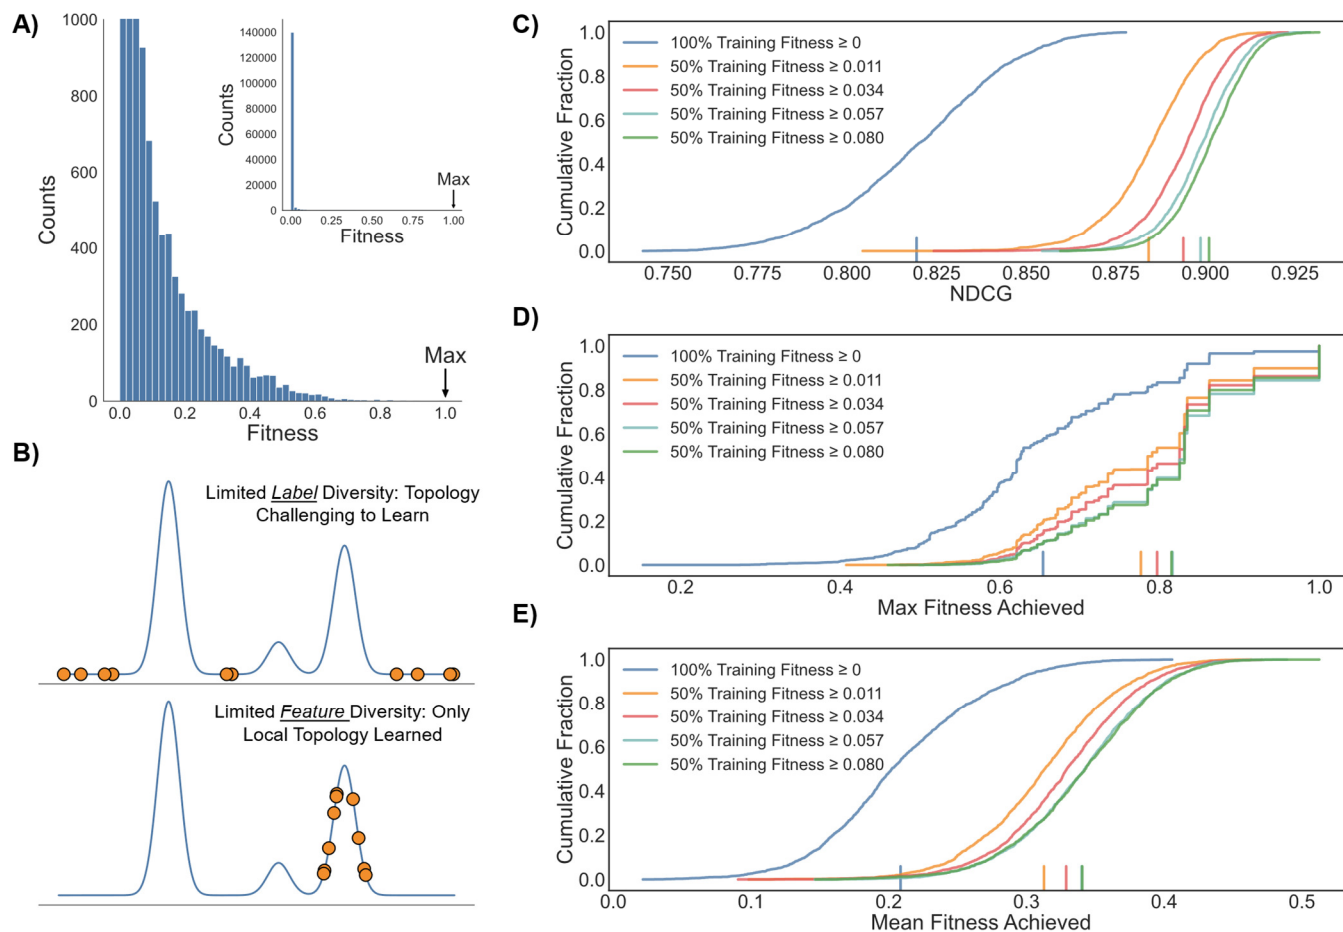 A)
1000
800
600
400
200
0
Counts
0.0 0.2 0.4 0.6 0.8 1.0
Fitness
Max
140000
120000
100000
80000
60000
40000
20000
0
Counts
0.00 0.25 0.50 0.75 1.00
Fitness
Max
B)
Limited Label Diversity: Topology
Challenging to Learn
Limited Feature Diversity: Only
Local Topology Learned
C)
1.0
0.8
0.6
0.4
0.2
0.0
Cumulative Fraction
100% Training Fitness ≥ 0
50% Training Fitness ≥ 0.011
50% Training Fitness ≥ 0.034
50% Training Fitness ≥ 0.057
50% Training Fitness ≥ 0.080
0.750 0.775 0.800 0.825 0.850 0.875 0.900 0.925
NDCG
D)
1.0
0.8
0.6
0.4
0.2
0.0
Cumulative Fraction
100% Training Fitness ≥ 0
50% Training Fitness ≥ 0.011
50% Training Fitness ≥ 0.034
50% Training Fitness ≥ 0.057
50% Training Fitness ≥ 0.080
0.2 0.4 0.6 0.8 1.0
Max Fitness Achieved
E)
1.0
0.8
0.6
0.4
0.2
0.0
Cumulative Fraction
100% Training Fitness ≥ 0
50% Training Fitness ≥ 0.011
50% Training Fitness ≥ 0.034
50% Training Fitness ≥ 0.057
50% Training Fitness ≥ 0.080
0.0 0.1 0.2 0.3 0.4 0.5
Mean Fitness Achieved